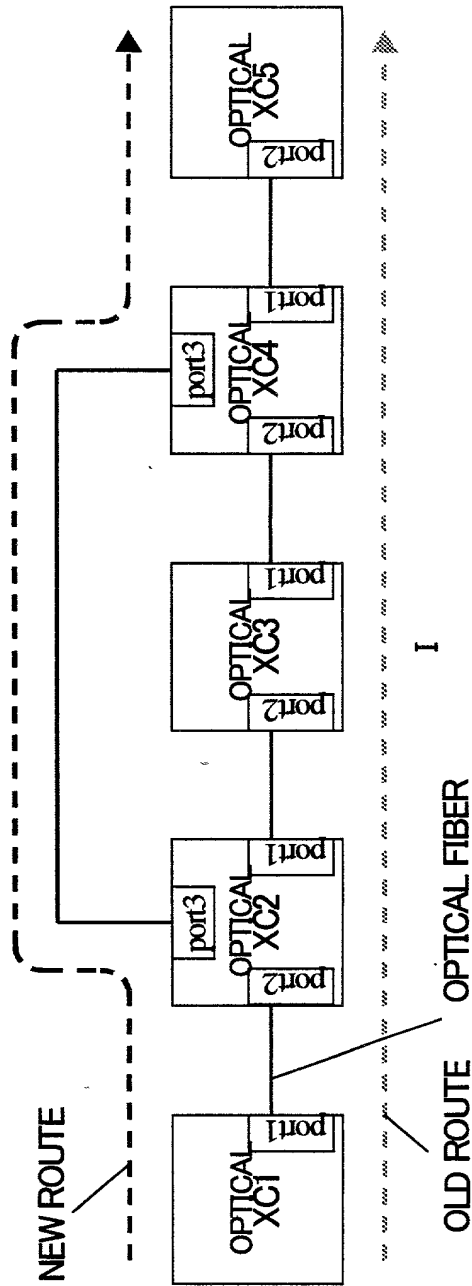 NEW ROUTE
OPTICAL
XC1
port1
OPTICAL
XC2
port3
port2
port1
OPTICAL
XC3
port2
port1
OPTICAL
XC4
port3
port2
port1
OPTICAL
XC5
port2
OPTICAL FIBER
OLD ROUTE
I